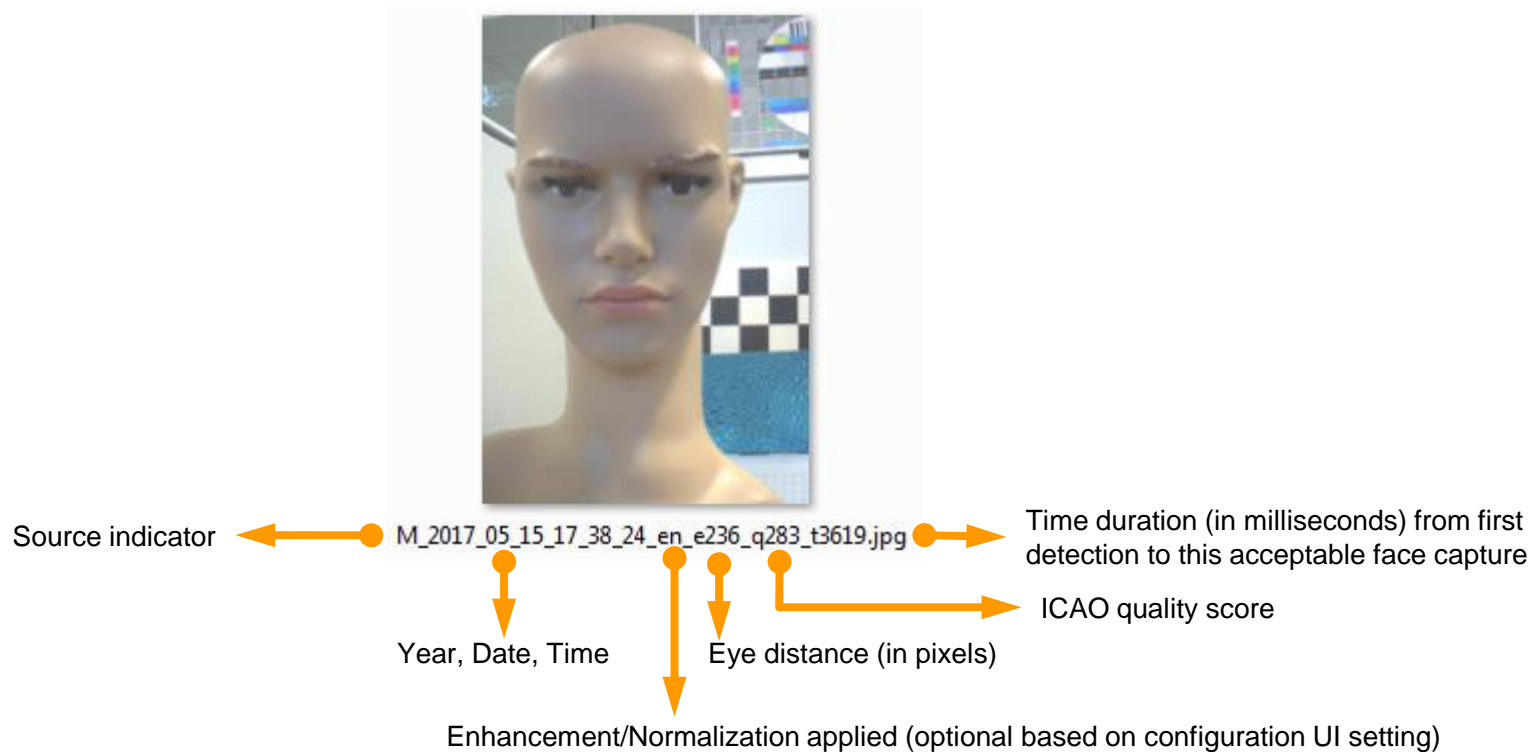 M_2017_05_15_17_38_24_en_e236_q283_t3619.jpg
Source indicator
Time duration (in milliseconds) from first
detection to this acceptable face capture
ICAO quality score
Year, Date, Time
Eye distance (in pixels)
Enhancement/Normalization applied (optional based on configuration UI setting)